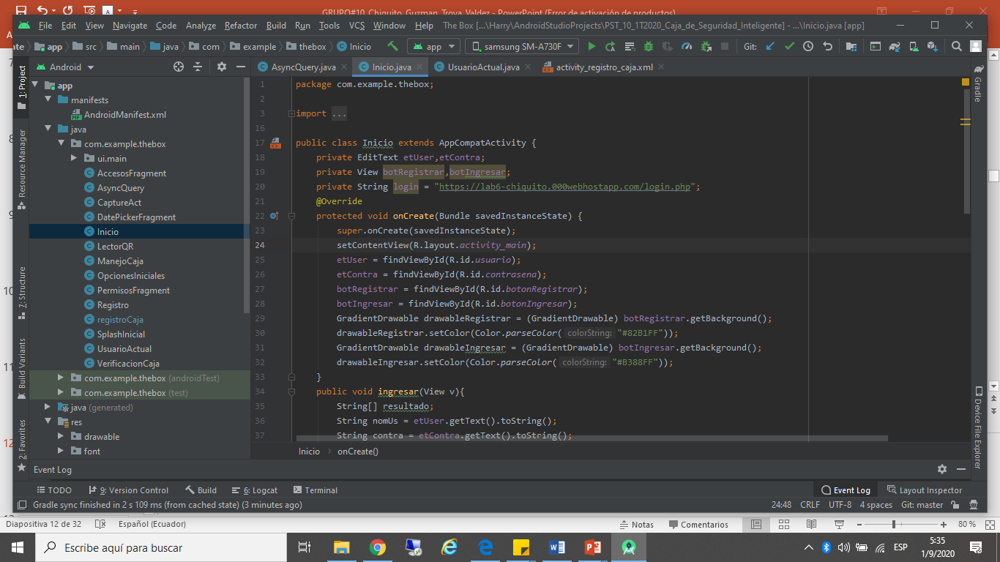 GRUPO#10_Chiquito_Guzman_Troya_Valdez - PowerPoint (Error de activación de productos)
File Edit View Navigate Code Analyze Refactor Build Run Tools VCS Window Help The Box [...\Harry\AndroidStudioProjects\PST_10_1T2020_Caja_de_Seguridad_Inteligente] - ...\Inicio.java [app]
app src main java com example thebox Inicio app samsung SM-A730F Git:
Android
AsyncQuery.java Inicio.java UsuarioActual.java activity_registro_caja.xml
1: Project
Resource Manager
7: Structure
Build Variants
2: Favorites
app
manifests
AndroidManifest.xml
java
com.example.thebox
ui.main
AccesosFragment
AsyncQuery
CaptureAct
DatePickerFragment
Inicio
LectorQR
ManejoCaja
OpcionesIniciales
PermisosFragment
Registro
registroCaja
SplashInicial
UsuarioActual
VerificacionCaja
com.example.thebox (androidTest)
com.example.thebox (test)
java (generated)
res
drawable
font
1 package com.example.thebox;
2
3 import ...
16
17 public class Inicio extends AppCompatActivity {
18 private EditText etUser,etContra;
19 private View botRegistrar,botIngresar;
20 private String login = "https://lab6-chiquito.000webhostapp.com/login.php";
21 @Override
22 protected void onCreate(Bundle savedInstanceState) {
23 super.onCreate(savedInstanceState);
24 setContentView(R.layout.activity_main);
25 etUser = findViewById(R.id.usuario);
26 etContra = findViewById(R.id.contrasena);
27 botRegistrar = findViewById(R.id.botonRegistrar);
28 botIngresar = findViewById(R.id.botonIngresar);
29 GradientDrawable drawableRegistrar = (GradientDrawable) botRegistrar.getBackground();
30 drawableRegistrar.setColor(Color.parseColor( colorString: "#82B1FF"));
31 GradientDrawable drawableIngresar = (GradientDrawable) botIngresar.getBackground();
32 drawableIngresar.setColor(Color.parseColor( colorString: "#B388FF"));
33 }
34 public void ingresar(View v){
35 String[] resultado;
36 String nomUs = etUser.getText().toString();
37 String contra = etContra.getText().toString();
Gradle
Device File Explorer
Inicio onCreate()
Event Log
TODO 9: Version Control Build 6: Logcat Terminal Event Log Layout Inspector
Gradle sync finished in 2 s 109 ms (from cached state) (3 minutes ago) 24:48 CRLF UTF-8 4 spaces Git: master
Diapositiva 12 de 32 Español (Ecuador) Notas Comentarios 80 %
Escribe aquí para buscar
ESP
5:35
1/9/2020